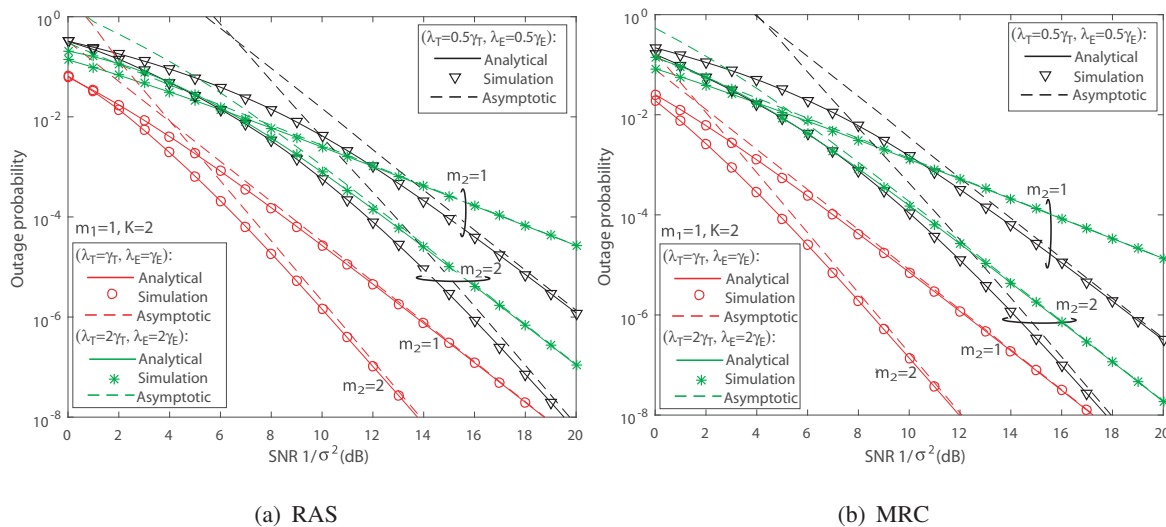 10^0
10^-2
10^-4
10^-6
10^-8
Outage probability
(λ_T=0.5γ_T, λ_E=0.5γ_E):
Analytical
Simulation
Asymptotic
m_2=1
m_1=1, K=2
(λ_T=γ_T, λ_E=γ_E):
Analytical
Simulation
Asymptotic
(λ_T=2γ_T, λ_E=2γ_E):
Analytical
Simulation
Asymptotic
m_2=2
m_2=1
m_2=2
0 2 4 6 8 10 12 14 16 18 20
SNR 1/σ^2(dB)
(a) RAS
10^0
10^-2
10^-4
10^-6
10^-8
Outage probability
(λ_T=0.5γ_T, λ_E=0.5γ_E):
Analytical
Simulation
Asymptotic
m_2=1
m_1=1, K=2
(λ_T=γ_T, λ_E=γ_E):
Analytical
Simulation
Asymptotic
(λ_T=2γ_T, λ_E=2γ_E):
Analytical
Simulation
Asymptotic
m_2=2
m_2=1
m_2=2
0 2 4 6 8 10 12 14 16 18 20
SNR 1/σ^2(dB)
(b) MRC